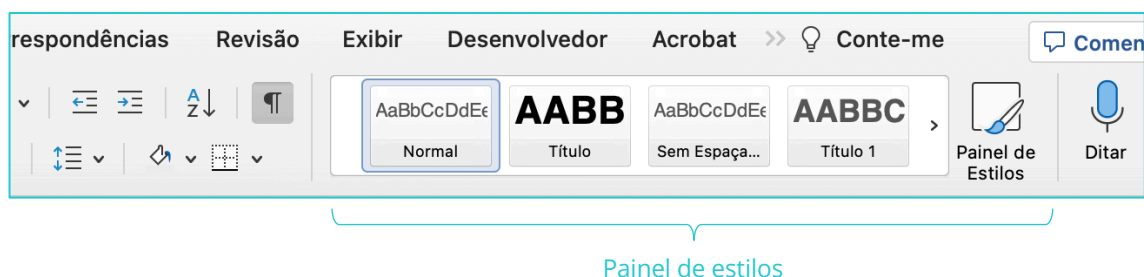 respondências Revisão Exibir Desenvolvedor Acrobat >> Conte-me Comen
A
Z
¶
AaBbCcDdEe AABB AaBbCcDdEe AABBC
Normal Título Sem Espaça... Título 1
Painel de
Estilos
Ditar
Painel de estilos